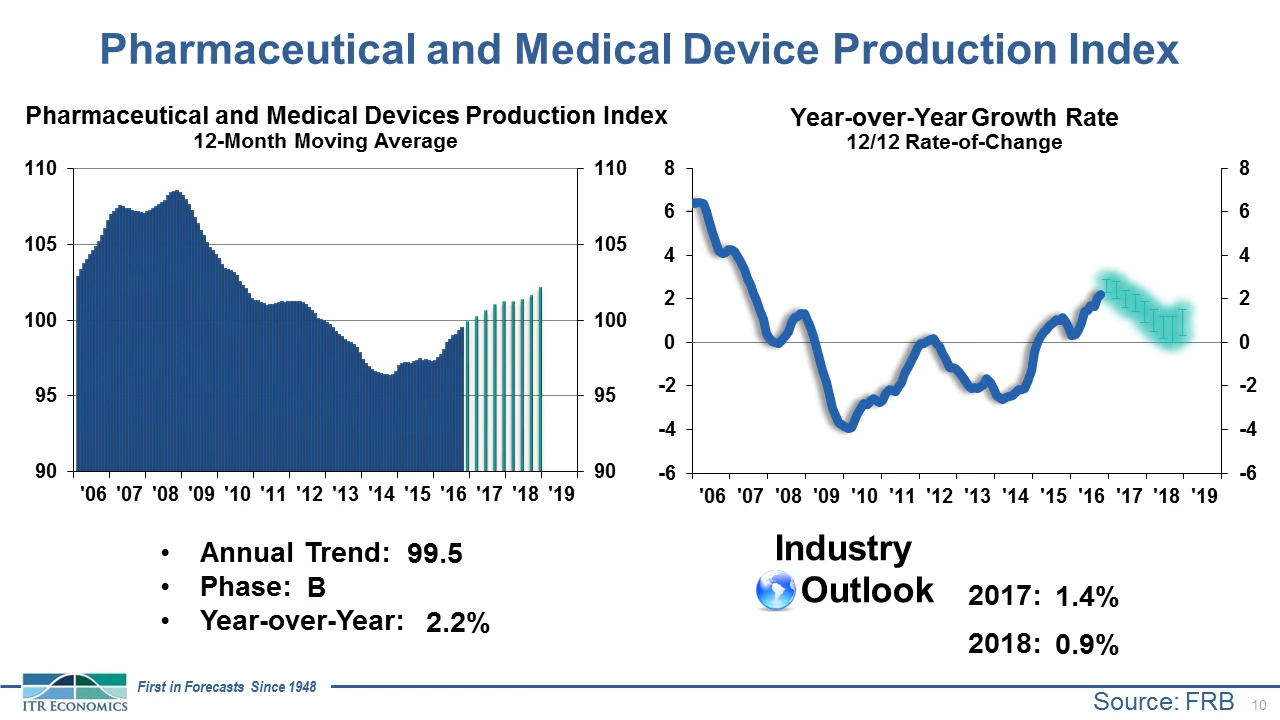 Pharmaceutical and Medical Device Production Index
Pharmaceutical and Medical Devices Production Index
12-Month Moving Average
110 110
105 105
100 100
95 95
90 90
'06 '07 '08 '09 '10 '11 '12 '13 '14 '15 '16 '17 '18 '19
Year-over-Year Growth Rate
12/12 Rate-of-Change
8 8
6 6
4 4
2 2
0 0
-2 -2
-4 -4
-6 -6
'06 '07 '08 '09 '10 '11 '12 '13 '14 '15 '16 '17 '18 '19
• Annual Trend: 99.5
• Phase: B
• Year-over-Year: 2.2%
Industry
Outlook
2017: 1.4%
2018: 0.9%
ITR ECONOMICS
First in Forecasts Since 1948
Source: FRB
10